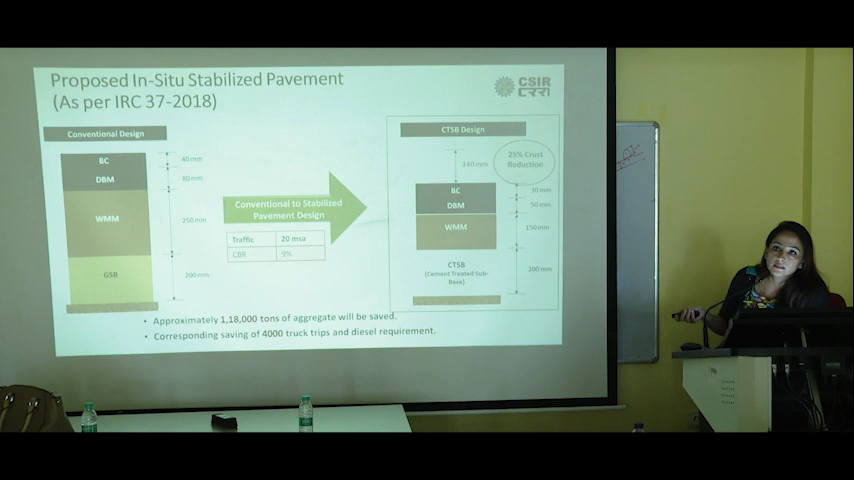 Proposed In-Situ Stabilized Pavement
(As per IRC 37-2018)
CSIR
Conventional Design
BC
DBM
WMM
GSB
40 mm
80 mm
250 mm
200 mm
Conventional to Stabilized
Pavement Design
Traffic 20 msa
CBR 9%
CTSB Design
140 mm
25% Crust
Reduction
BC
DBM
WMM
CTSB
(Cement Treated Sub-
Base)
30 mm
50 mm
150 mm
200 mm
• Approximately 1,18,000 tons of aggregate will be saved.
• Corresponding saving of 4000 truck trips and diesel requirement.